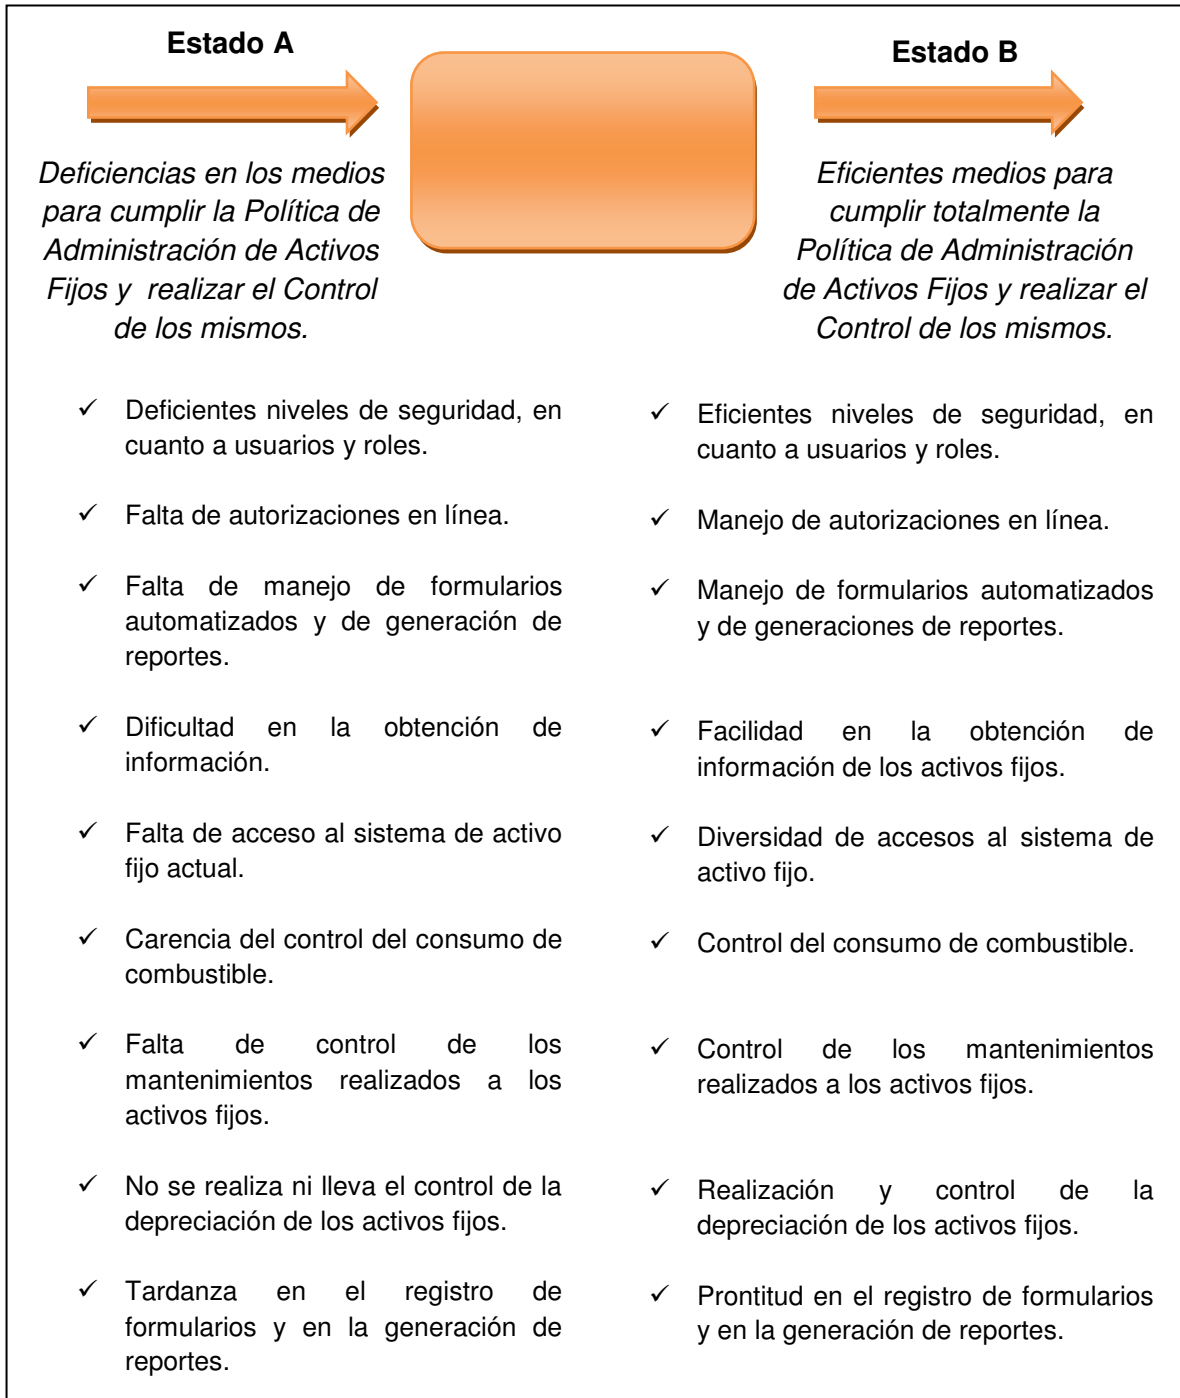 Estado A
Deficiencias en los medios
para cumplir la Política de
Administración de Activos
Fijos y realizar el Control
de los mismos.
Estado B
Eficientes medios para
cumplir totalmente la
Política de Administración
de Activos Fijos y realizar el
Control de los mismos.
✓ Deficientes niveles de seguridad, en
cuanto a usuarios y roles.
✓ Falta de autorizaciones en línea.
✓ Falta de manejo de formularios
automatizados y de generación de
reportes.
✓ Dificultad en la obtención de
información.
✓ Falta de acceso al sistema de activo
fijo actual.
✓ Carencia del control del consumo de
combustible.
✓ Falta de control de los
mantenimientos realizados a los
activos fijos.
✓ No se realiza ni lleva el control de la
depreciación de los activos fijos.
✓ Tardanza en el registro de
formularios y en la generación de
reportes.
✓ Eficientes niveles de seguridad, en
cuanto a usuarios y roles.
✓ Manejo de autorizaciones en línea.
✓ Manejo de formularios automatizados
y de generaciones de reportes.
✓ Facilidad en la obtención de
información de los activos fijos.
✓ Diversidad de accesos al sistema de
activo fijo.
✓ Control del consumo de combustible.
✓ Control de los mantenimientos
realizados a los activos fijos.
✓ Realización y control de la
depreciación de los activos fijos.
✓ Prontitud en el registro de formularios
y en la generación de reportes.